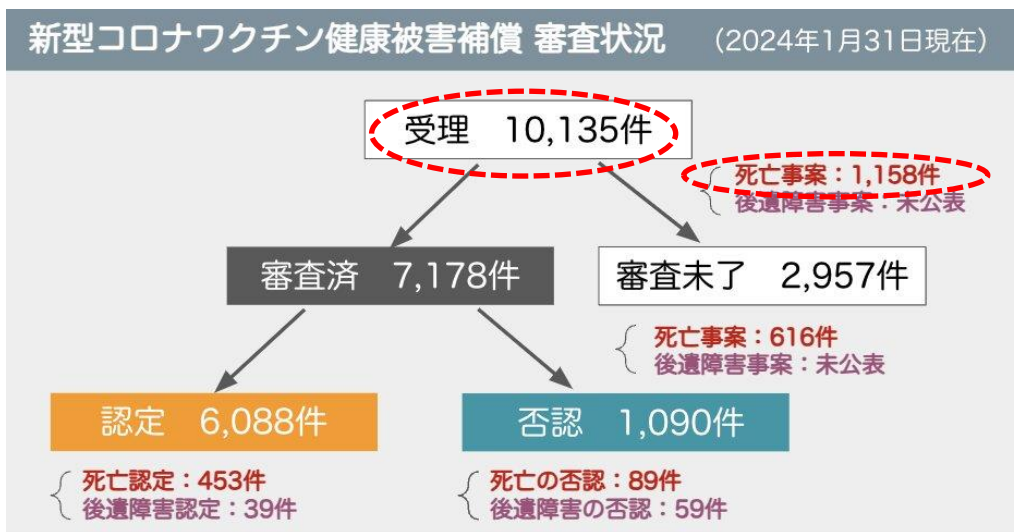 新型コロナワクチン健康被害補償 審査状況 （2024年1月31日現在）
受理 10,135件
死亡事案：1,158件
後遺障害事案：未公表
審査済 7,178件
審査未了 2,957件
死亡事案：616件
後遺障害事案：未公表
認定 6,088件
否認 1,090件
死亡認定：453件
後遺障害認定：39件
死亡の否認：89件
後遺障害の否認：59件